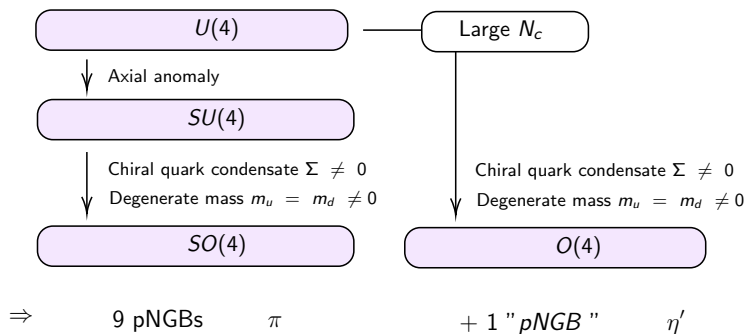 U(4)
Large N_c
Axial anomaly
SU(4)
Chiral quark condensate Σ ≠ 0
Degenerate mass m_u = m_d ≠ 0
Chiral quark condensate Σ ≠ 0
Degenerate mass m_u = m_d ≠ 0
SO(4)
O(4)
⇒ 9 pNGBs π + 1 " pNGB " η′